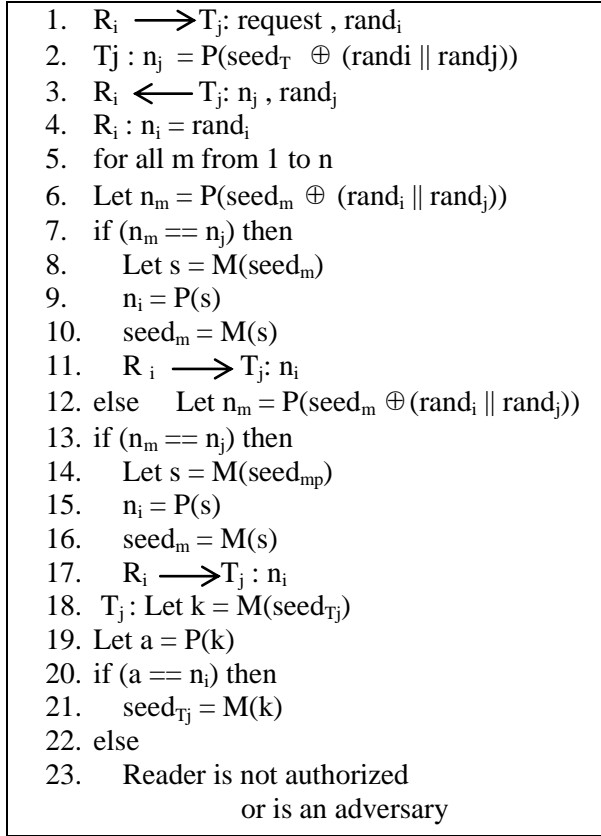 1. Rᵢ ⟶ Tⱼ: request , randᵢ
2. Tj : nⱼ = P(seed_T ⊕ (randi || randj))
3. Rᵢ ⟵ Tⱼ: nⱼ , randⱼ
4. Rᵢ : nᵢ = randᵢ
5. for all m from 1 to n
6. Let nₘ = P(seedₘ ⊕ (randᵢ || randⱼ))
7. if (nₘ == nⱼ) then
8. Let s = M(seedₘ)
9. nᵢ = P(s)
10. seedₘ = M(s)
11. R ᵢ ⟶ Tⱼ: nᵢ
12. else Let nₘ = P(seedₘ ⊕(randᵢ || randⱼ))
13. if (nₘ == nⱼ) then
14. Let s = M(seedₘₚ)
15. nᵢ = P(s)
16. seedₘ = M(s)
17. Rᵢ ⟶ Tⱼ : nᵢ
18. Tⱼ : Let k = M(seed_Tⱼ)
19. Let a = P(k)
20. if (a == nᵢ) then
21. seed_Tⱼ = M(k)
22. else
23. Reader is not authorized
or is an adversary